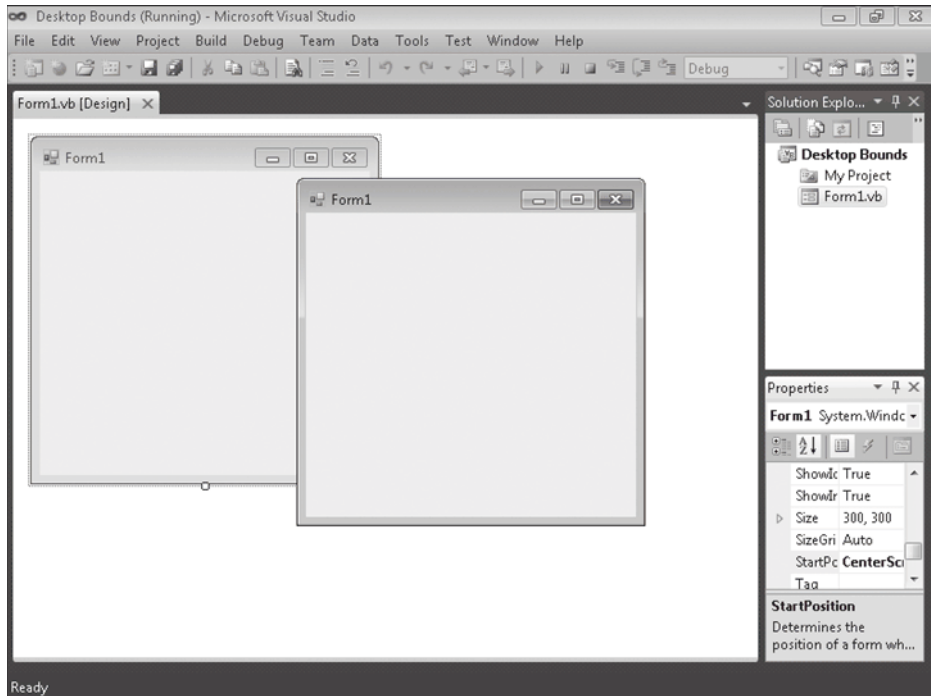 Desktop Bounds (Running) - Microsoft Visual Studio
File Edit View Project Build Debug Team Data Tools Test Window Help
Debug
Form1.vb [Design]
Solution Explo...
Form1
Form1
Desktop Bounds
My Project
Form1.vb
Properties
Form1 System.Windc
ShowIc True
ShowIr True
Size 300, 300
SizeGri Auto
StartPc CenterScr
Tag
StartPosition
Determines the
position of a form wh...
Ready